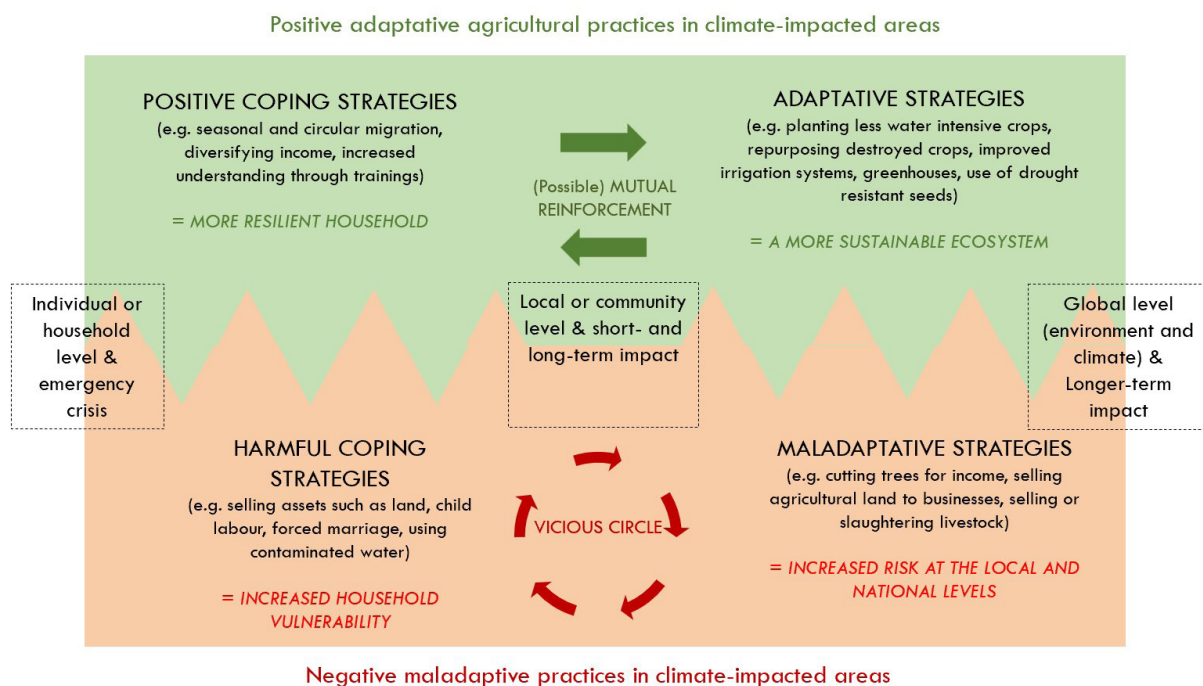 Positive adaptative agricultural practices in climate-impacted areas
POSITIVE COPING STRATEGIES
(e.g. seasonal and circular migration,
diversifying income, increased
understanding through trainings)
= MORE RESILIENT HOUSEHOLD
(Possible) MUTUAL
REINFORCEMENT
ADAPTATIVE STRATEGIES
(e.g. planting less water intensive crops,
repurposing destroyed crops, improved
irrigation systems, greenhouses, use of drought
resistant seeds)
= A MORE SUSTAINABLE ECOSYSTEM
Individual or
household
level &
emergency
crisis
Local or community
level & short- and
long-term impact
Global level
(environment and
climate) &
Longer-term
impact
HARMFUL COPING
STRATEGIES
(e.g. selling assets such as land, child
labour, forced marriage, using
contaminated water)
= INCREASED HOUSEHOLD
VULNERABILITY
VICIOUS CIRCLE
MALADAPTATIVE STRATEGIES
(e.g. cutting trees for income, selling
agricultural land to businesses, selling or
slaughtering livestock)
= INCREASED RISK AT THE LOCAL AND
NATIONAL LEVELS
Negative maladaptive practices in climate-impacted areas